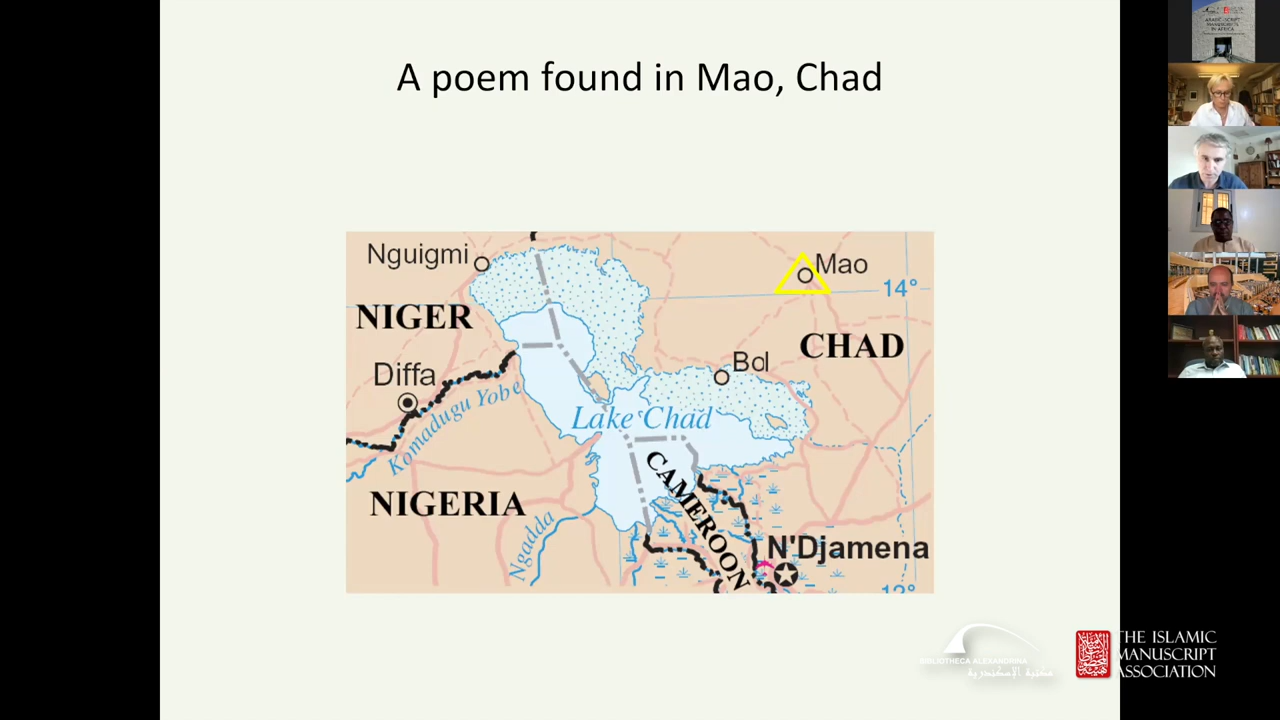 A poem found in Mao, Chad
Nguigmi
Mao
14°
NIGER
CHAD
Bol
Diffa
Komadugu Yobe
Lake Chad
CAMEROON
NIGERIA
Ngadda
N'Djamena
BIBLIOTHECA ALEXANDRINA
مكتبة الإسكندرية
THE ISLAMIC
MANUSCRIPT
ASSOCIATION
ARABIC-SCRIPT
MANUSCRIPTS
IN AFRICA